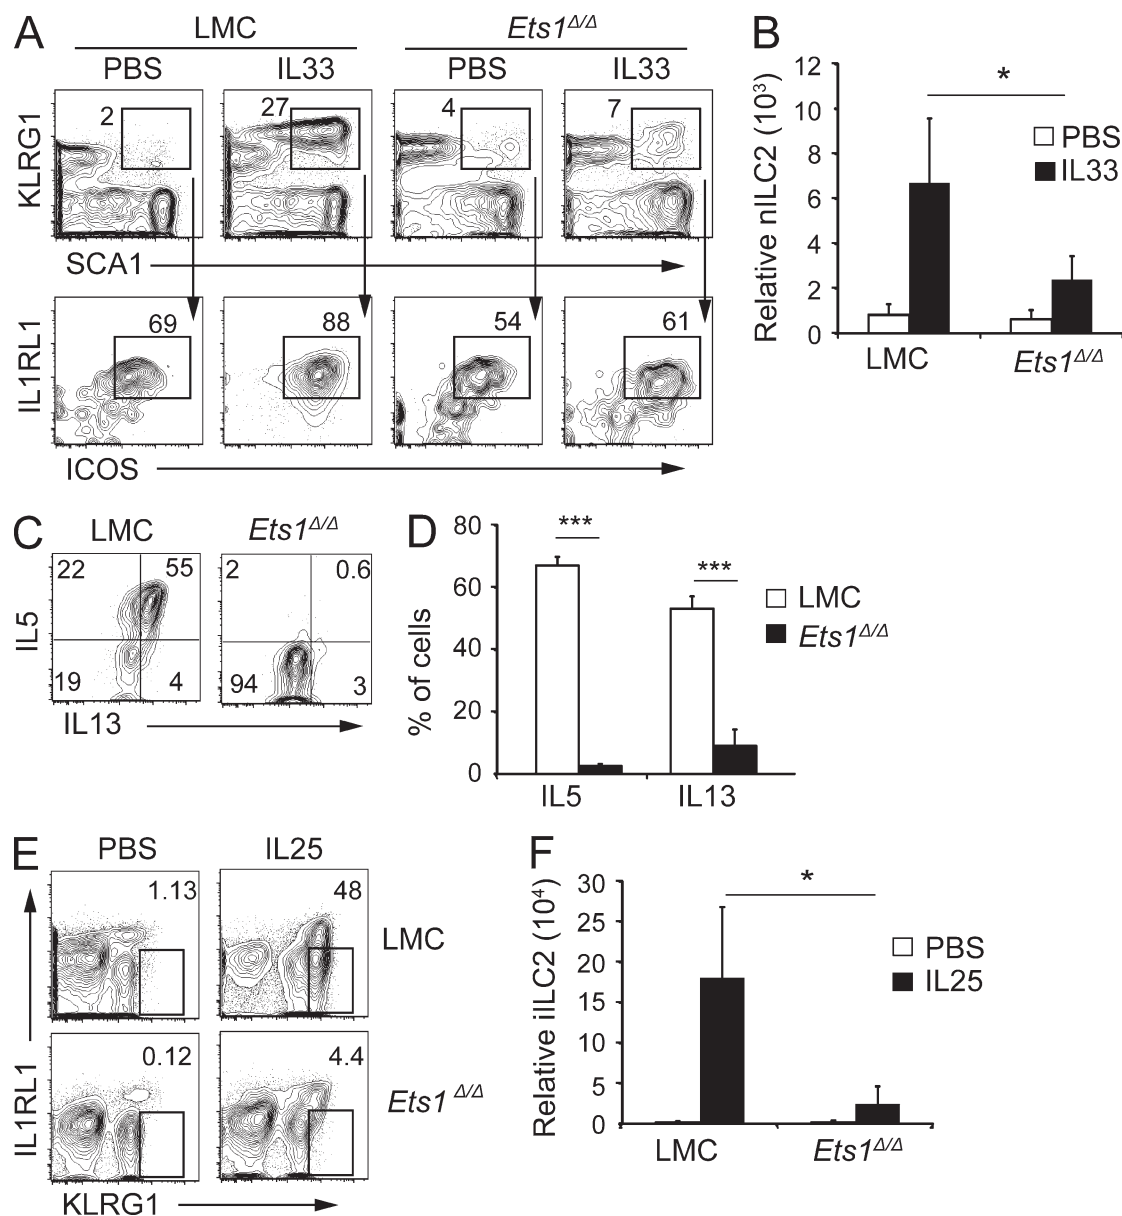 A
LMC
Ets1Δ/Δ
PBS
IL33
PBS
IL33
2
27
4
7
KLRG1
SCA1
69
88
54
61
IL1RL1
ICOS
B
12
10
8
6
4
2
0
Relative nILC2 (10³)
*
PBS
IL33
LMC
Ets1Δ/Δ
C
LMC
Ets1Δ/Δ
22
55
2
0.6
IL5
19
4
94
3
IL13
D
80
60
40
20
0
% of cells
***
***
LMC
Ets1Δ/Δ
IL5
IL13
E
PBS
IL25
1.13
48
LMC
0.12
4.4
Ets1 Δ/Δ
IL1RL1
KLRG1
F
30
25
20
15
10
5
0
Relative iILC2 (10⁴)
*
PBS
IL25
LMC
Ets1Δ/Δ